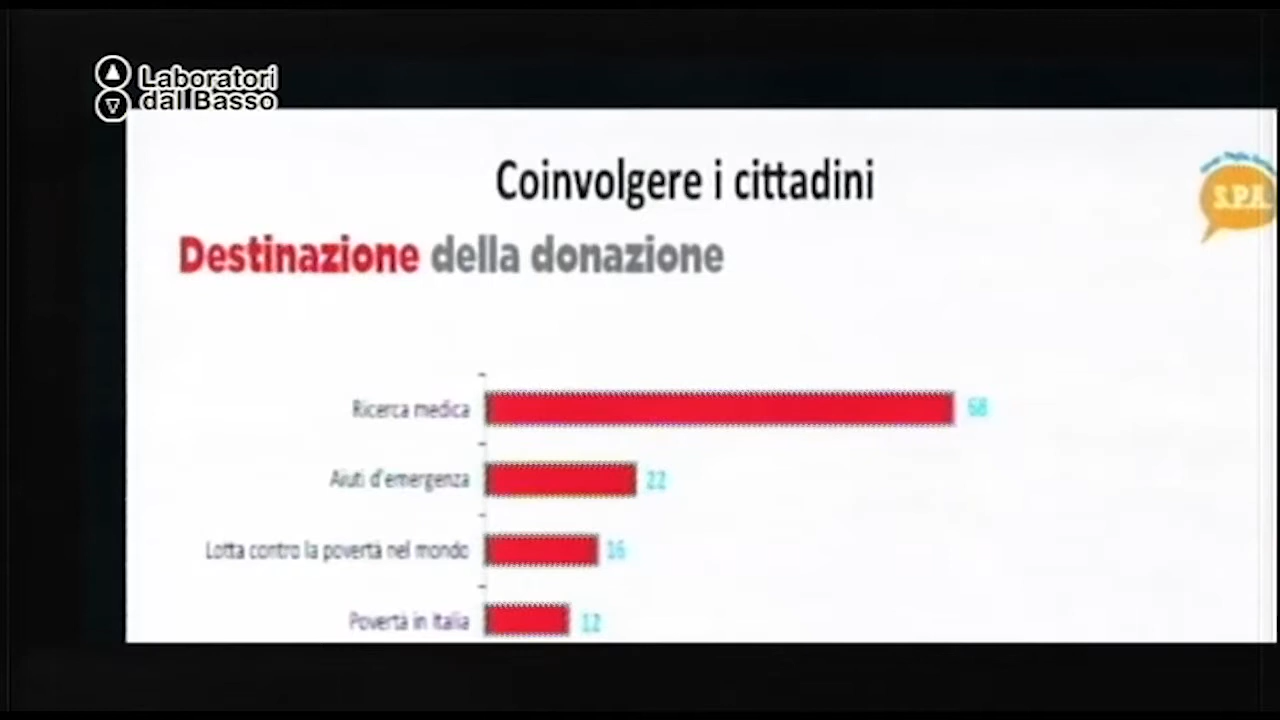 Laboratori
dal Basso
Coinvolgere i cittadini
S.P.A.
Destinazione della donazione
Ricerca medica
68
Aiuti d'emergenza
22
Lotta contro la povertà nel mondo
16
Povertà in Italia
12